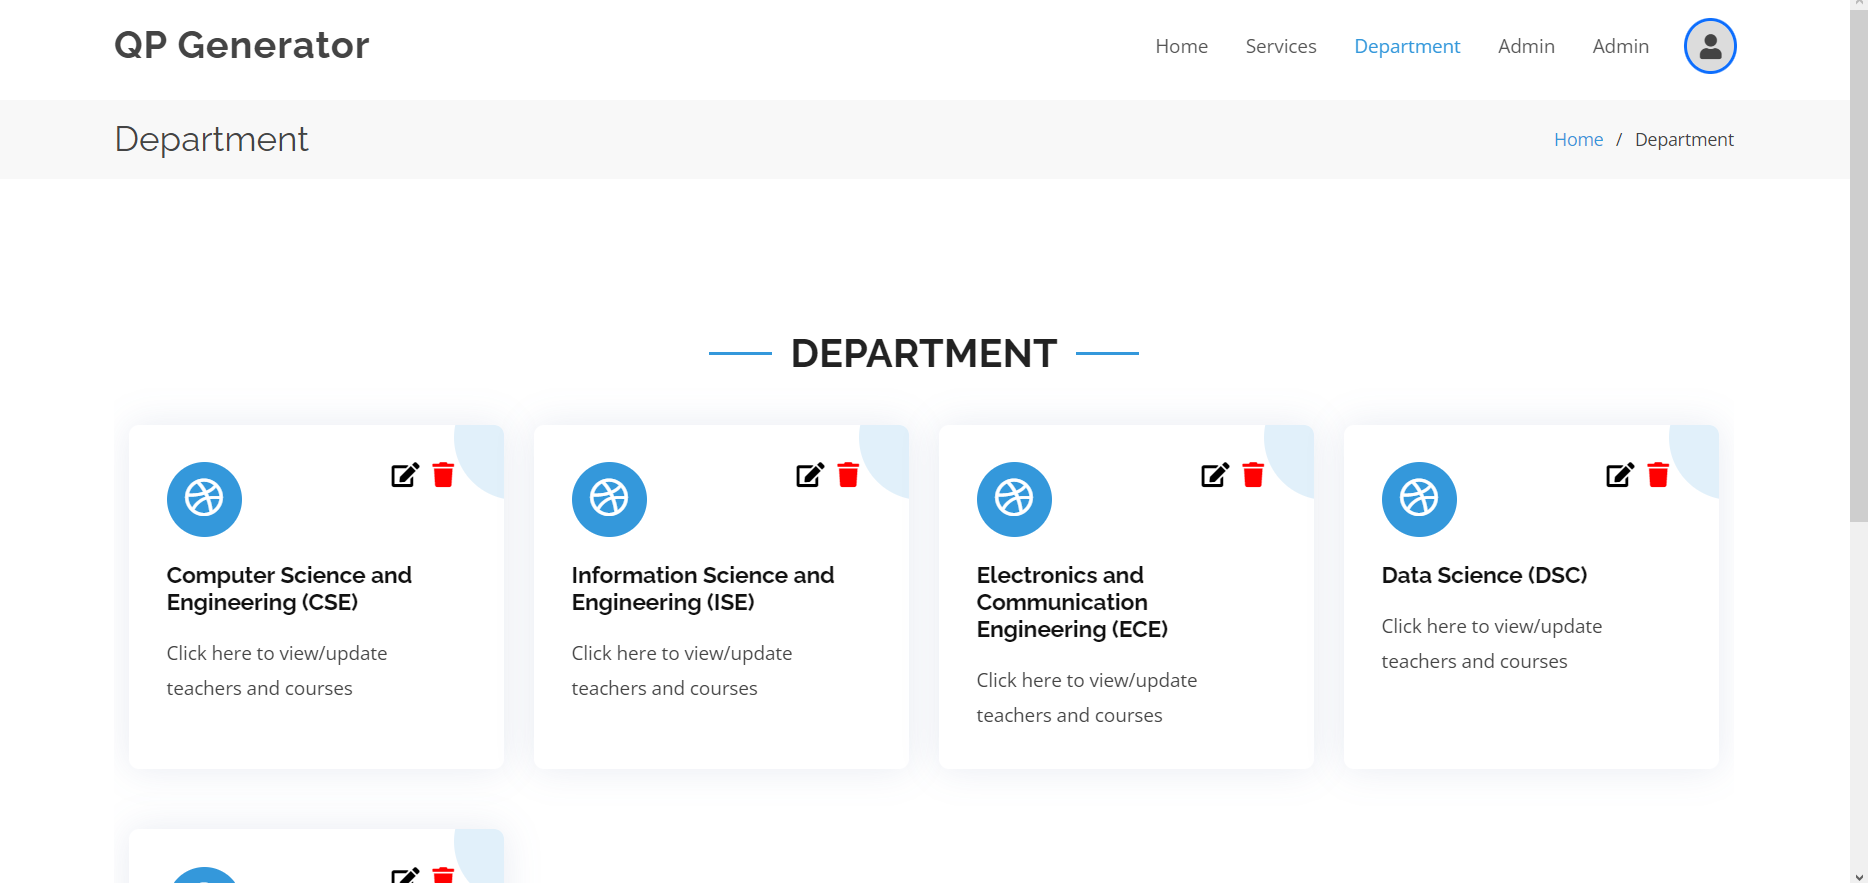 QP Generator
Home Services Department Admin Admin
Department
Home / Department
DEPARTMENT
Computer Science and
Engineering (CSE)
Click here to view/update
teachers and courses
Information Science and
Engineering (ISE)
Click here to view/update
teachers and courses
Electronics and
Communication
Engineering (ECE)
Click here to view/update
teachers and courses
Data Science (DSC)
Click here to view/update
teachers and courses